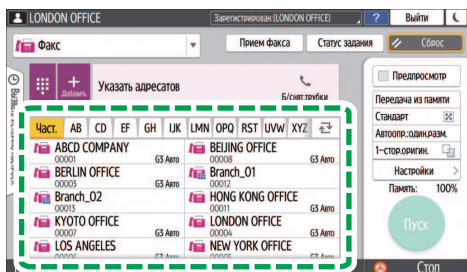 LONDON OFFICE
Зарегистрирован:[LONDON OFFICE]
?
Выйти
Факс
Прием факса
Статус задания
Сброс
Добавить
Указать адресатов
Б/снят.трубки
Предпросмотр
Передача из памяти
Стандарт
Автоопр.:один.разм.
1-стор.оригин.
Настройки >
Память: 100%
Пуск
Стоп
Част. AB CD EF GH IJK LMN OPQ RST UVW XYZ
ABCD COMPANY
00001 G3 Авто
BEIJING OFFICE
00008 G3 Авто
BERLIN OFFICE
00003 G3 Авто
Branch_01
00012
Branch_02
00013
HONG KONG OFFICE
00011 G3 Авто
KYOTO OFFICE
00007 G3 Авто
LONDON OFFICE
00004 G3 Авто
LOS ANGELES
00006 G3 Авто
NEW YORK OFFICE
00005 G3 Авто